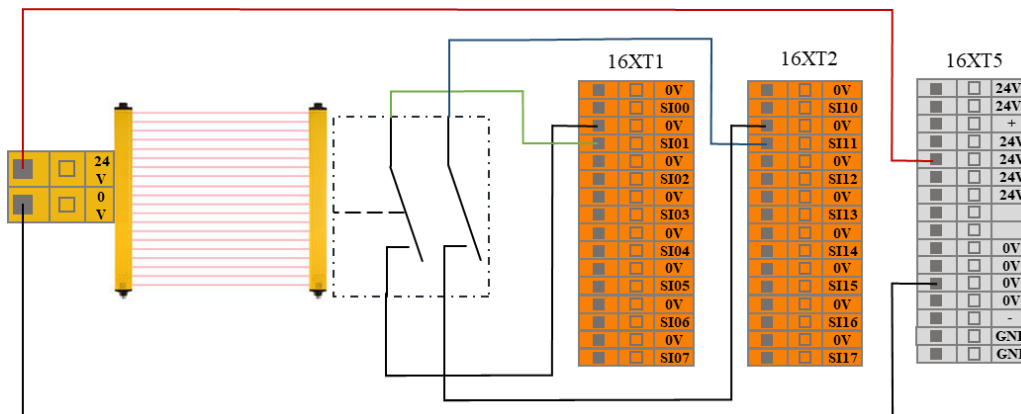 16XT1
16XT2
16XT5
24
V
0
V
0V
SI00
0V
SI01
0V
SI02
0V
SI03
0V
SI04
0V
SI05
0V
SI06
0V
SI07
0V
SI10
0V
SI11
0V
SI12
0V
SI13
0V
SI14
0V
SI15
0V
SI16
0V
SI17
24V
24V
+
24V
24V
24V
24V
0V
0V
0V
0V
-
GND
GND